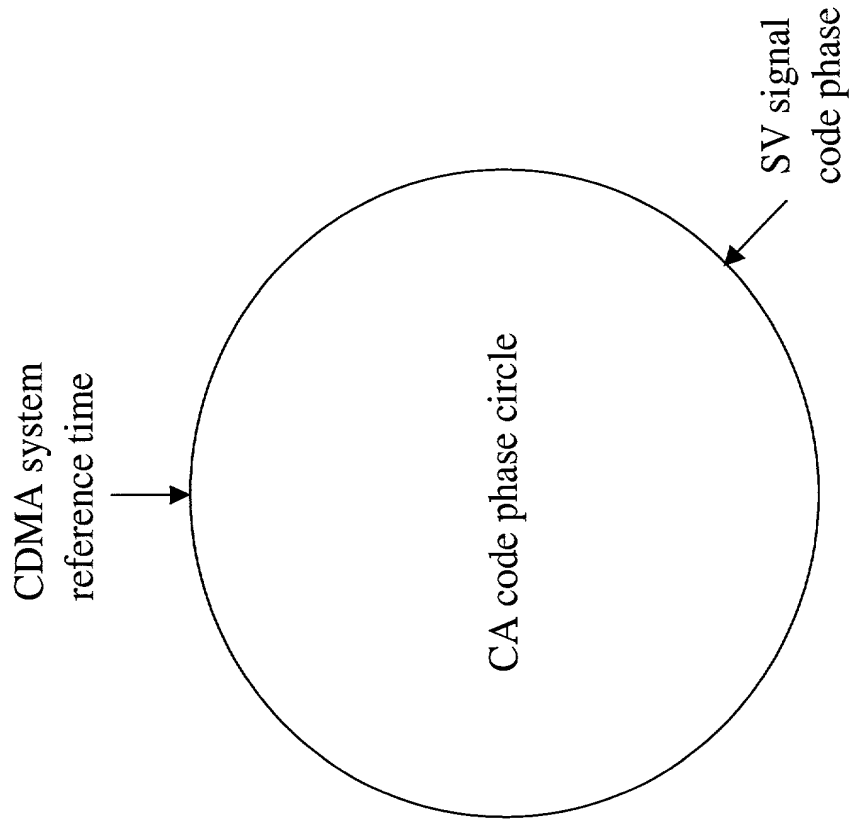 CDMA system
reference time
CA code phase circle
SV signal
code phase